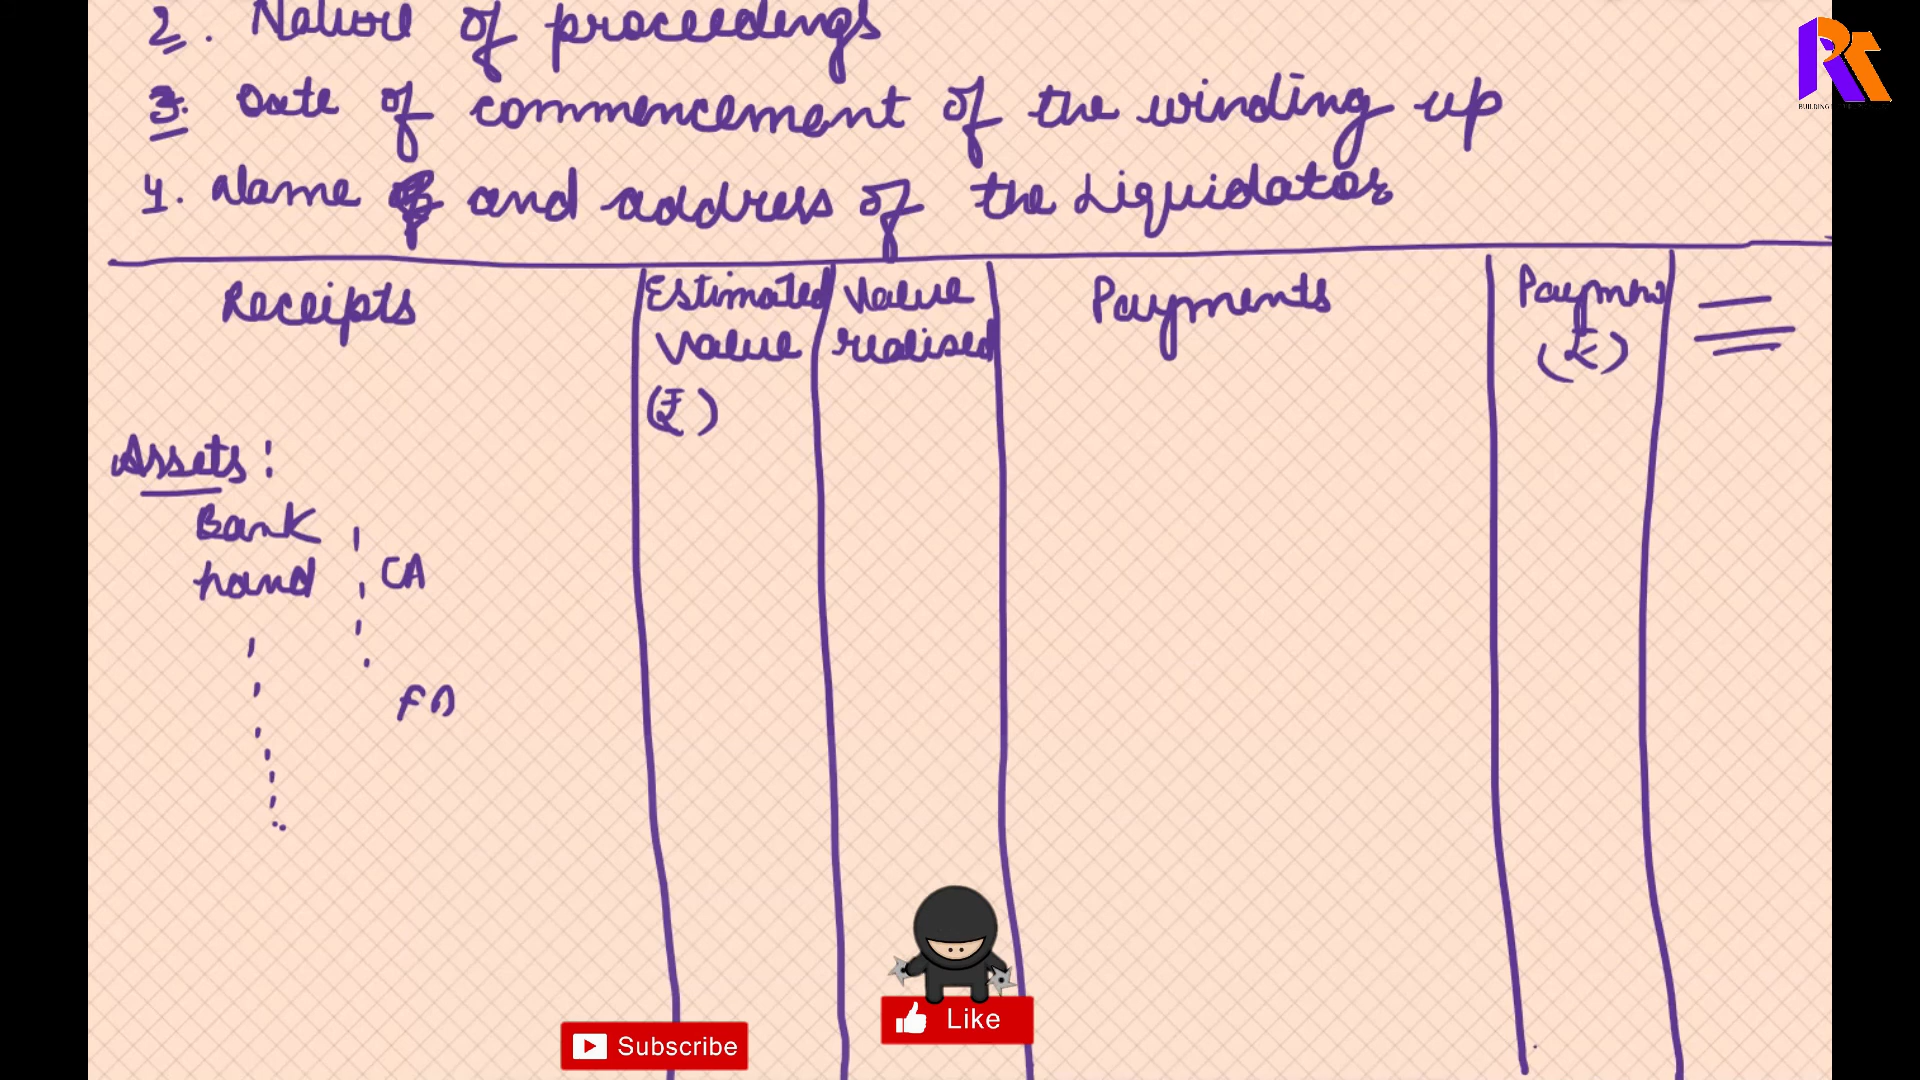 2. Nature of proceedings
3. Date of commencement of the winding up
4. Name and address of the Liquidator
Receipts
Estimated Value (₹)
Value realised
Payments
Payment (₹)
Assets:
Bank
hand
CA
FA
Like
Subscribe